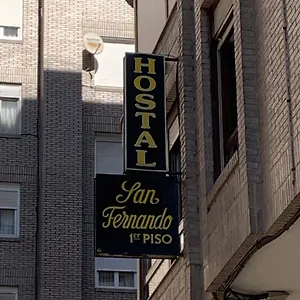 HOSTAL
San
Fernando
1ER PISO